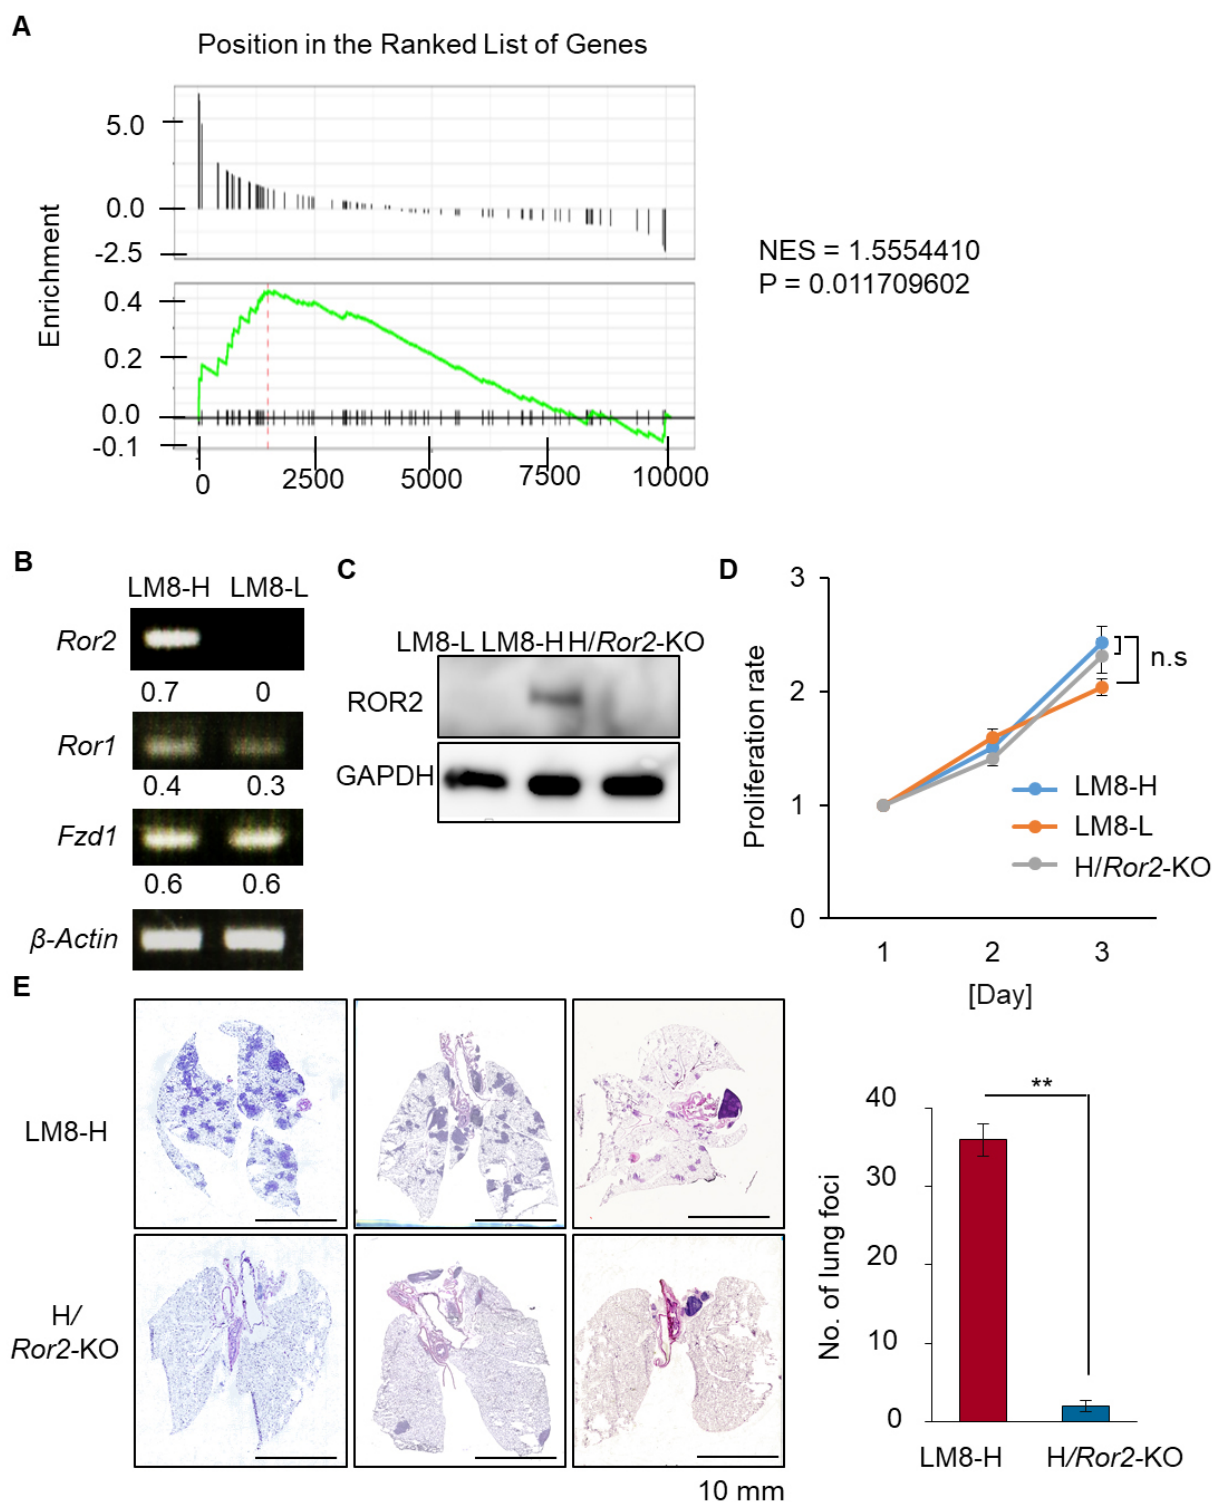 A
Position in the Ranked List of Genes
5.0
0.0
-2.5
Enrichment
0.4
0.2
0.0
-0.1
0
2500
5000
7500
10000
NES = 1.5554410
P = 0.011709602
B
LM8-H LM8-L
Ror2
0.7 0
Ror1
0.4 0.3
Fzd1
0.6 0.6
β-Actin
C
LM8-L LM8-H H/Ror2-KO
ROR2
GAPDH
D
3
2
1
0
Proliferation rate
n.s
LM8-H
LM8-L
H/Ror2-KO
1 2 3
[Day]
E
LM8-H
H/
Ror2-KO
10 mm
**
40
30
20
10
0
No. of lung foci
LM8-H H/Ror2-KO